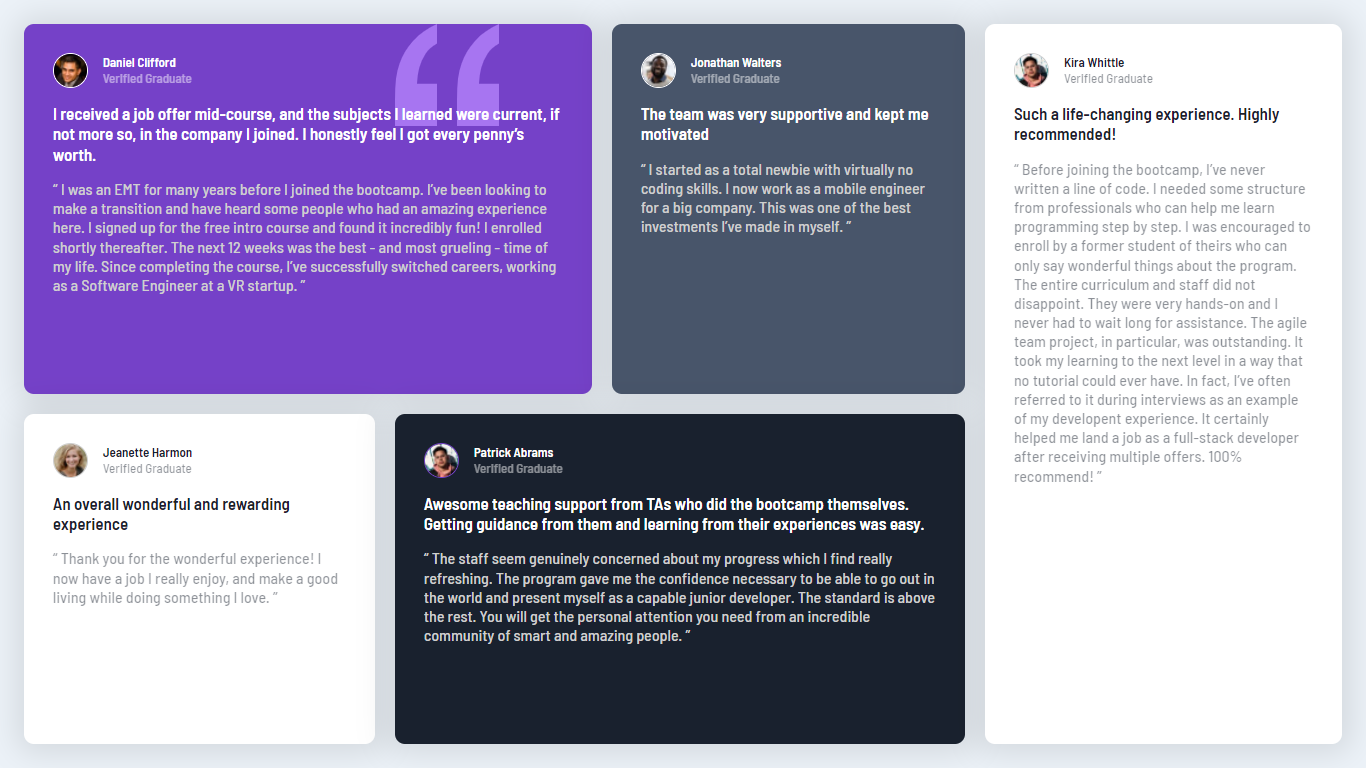 Daniel Clifford
Verified Graduate
I received a job offer mid-course, and the subjects I learned were current, if
not more so, in the company I joined. I honestly feel I got every penny’s
worth.
“ I was an EMT for many years before I joined the bootcamp. I’ve been looking to
make a transition and have heard some people who had an amazing experience
here. I signed up for the free intro course and found it incredibly fun! I enrolled
shortly thereafter. The next 12 weeks was the best - and most grueling - time of
my life. Since completing the course, I’ve successfully switched careers, working
as a Software Engineer at a VR startup. ”
Jonathan Walters
Verified Graduate
The team was very supportive and kept me
motivated
“ I started as a total newbie with virtually no
coding skills. I now work as a mobile engineer
for a big company. This was one of the best
investments I’ve made in myself. ”
Kira Whittle
Verified Graduate
Such a life-changing experience. Highly
recommended!
“ Before joining the bootcamp, I’ve never
written a line of code. I needed some structure
from professionals who can help me learn
programming step by step. I was encouraged to
enroll by a former student of theirs who can
only say wonderful things about the program.
The entire curriculum and staff did not
disappoint. They were very hands-on and I
never had to wait long for assistance. The agile
team project, in particular, was outstanding. It
took my learning to the next level in a way that
no tutorial could ever have. In fact, I’ve often
referred to it during interviews as an example
of my developent experience. It certainly
helped me land a job as a full-stack developer
after receiving multiple offers. 100%
recommend! ”
Jeanette Harmon
Verified Graduate
An overall wonderful and rewarding
experience
“ Thank you for the wonderful experience! I
now have a job I really enjoy, and make a good
living while doing something I love. ”
Patrick Abrams
Verified Graduate
Awesome teaching support from TAs who did the bootcamp themselves.
Getting guidance from them and learning from their experiences was easy.
“ The staff seem genuinely concerned about my progress which I find really
refreshing. The program gave me the confidence necessary to be able to go out in
the world and present myself as a capable junior developer. The standard is above
the rest. You will get the personal attention you need from an incredible
community of smart and amazing people. ”